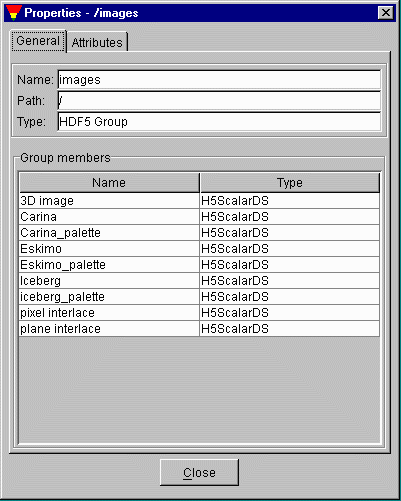 Properties - /images
General Attributes
Name: images
Path: /
Type: HDF5 Group
Group members
Name Type
3D image H5ScalarDS
Carina H5ScalarDS
Carina_palette H5ScalarDS
Eskimo H5ScalarDS
Eskimo_palette H5ScalarDS
Iceberg H5ScalarDS
iceberg_palette H5ScalarDS
pixel interlace H5ScalarDS
plane interlace H5ScalarDS
Close